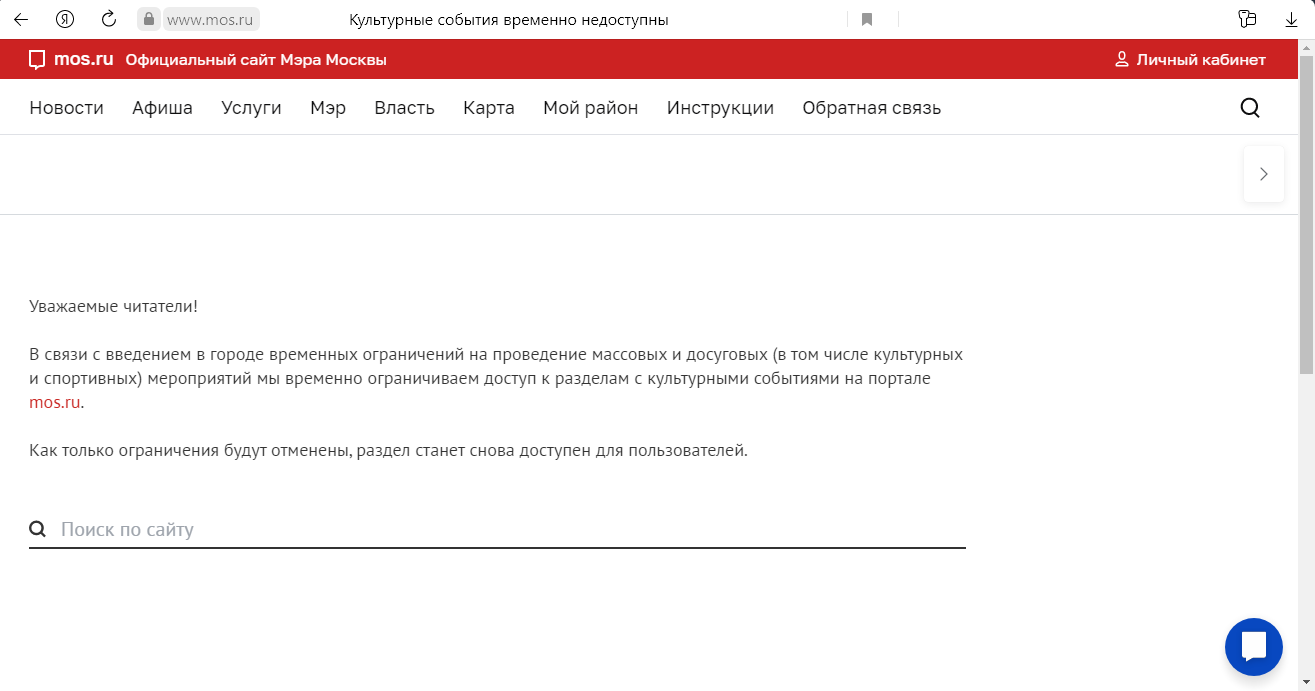 Я www.mos.ru Культурные события временно недоступны
mos.ru Официальный сайт Мэра Москвы Личный кабинет
Новости Афиша Услуги Мэр Власть Карта Мой район Инструкции Обратная связь
Уважаемые читатели!
В связи с введением в городе временных ограничений на проведение массовых и досуговых (в том числе культурных
и спортивных) мероприятий мы временно ограничиваем доступ к разделам с культурными событиями на портале
mos.ru.
Как только ограничения будут отменены, раздел станет снова доступен для пользователей.
Поиск по сайту